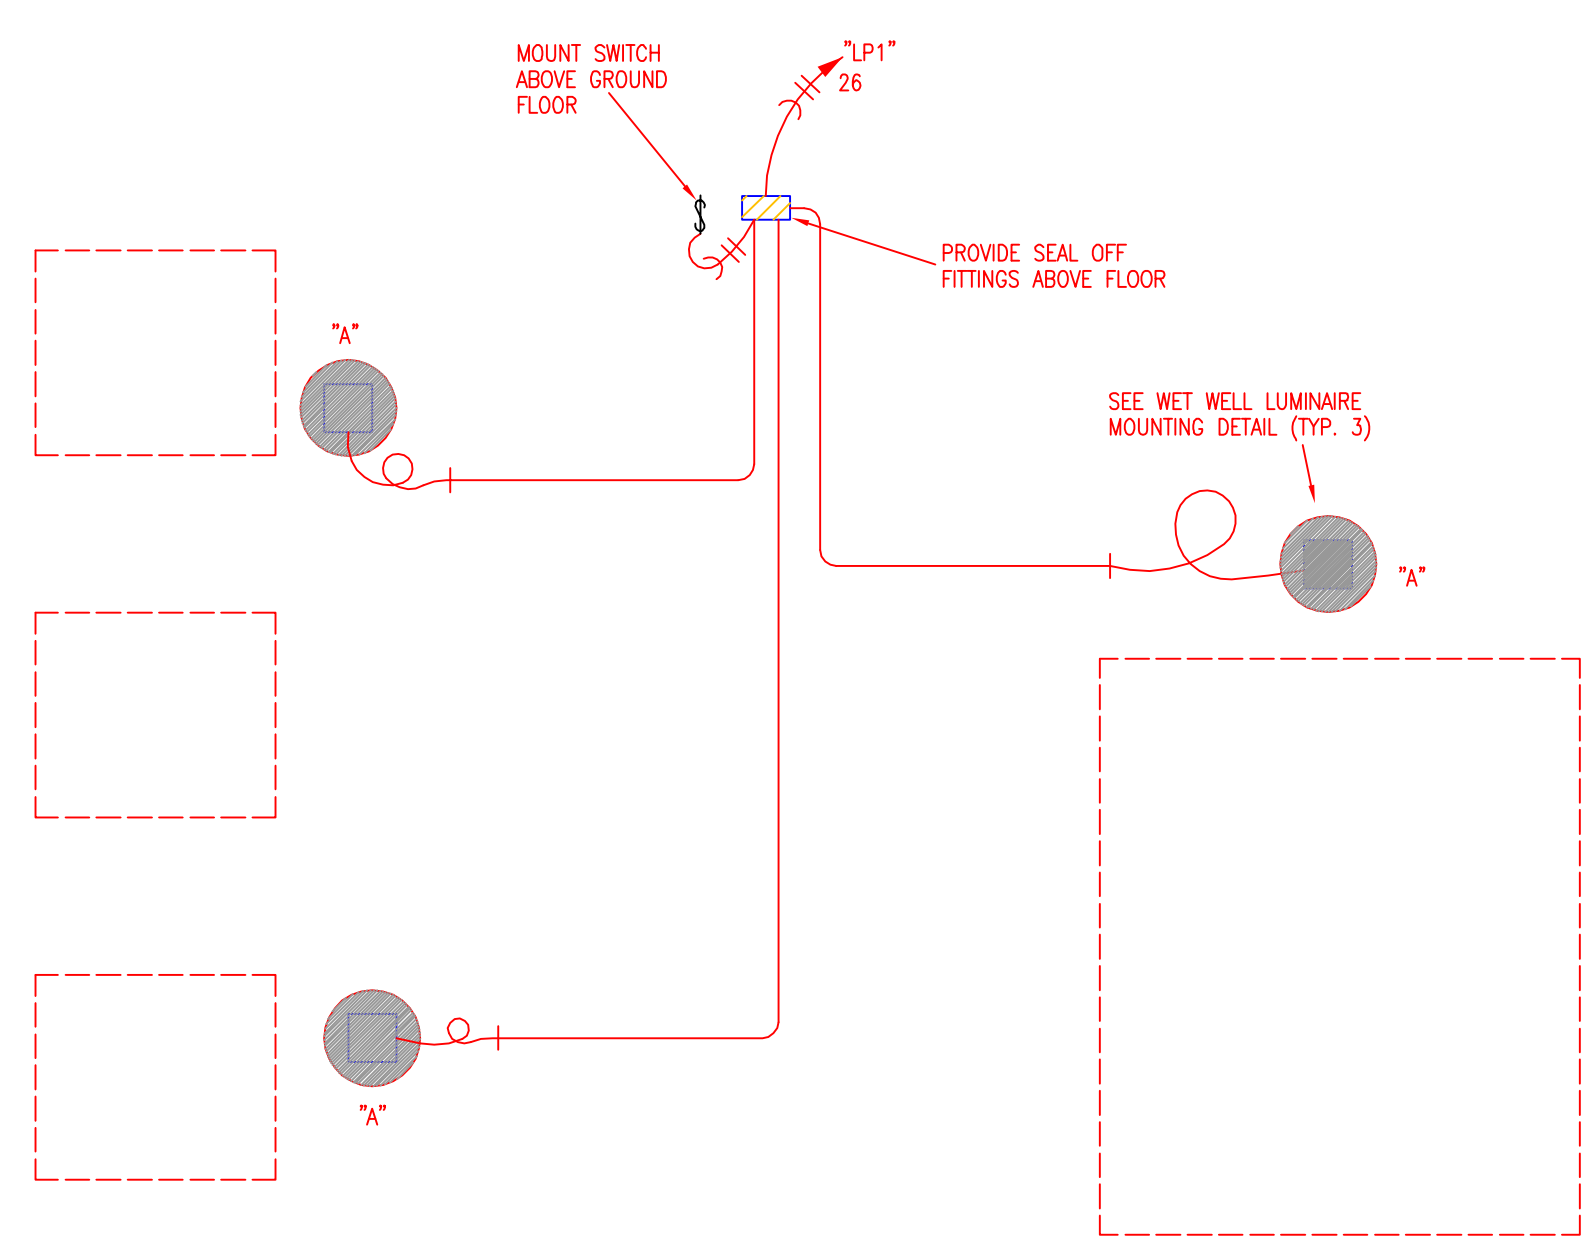 MOUNT SWITCH
ABOVE GROUND
FLOOR
"LP1"
26
PROVIDE SEAL OFF
FITTINGS ABOVE FLOOR
"A"
SEE WET WELL LUMINAIRE
MOUNTING DETAIL (TYP. 3)
"A"
"A"